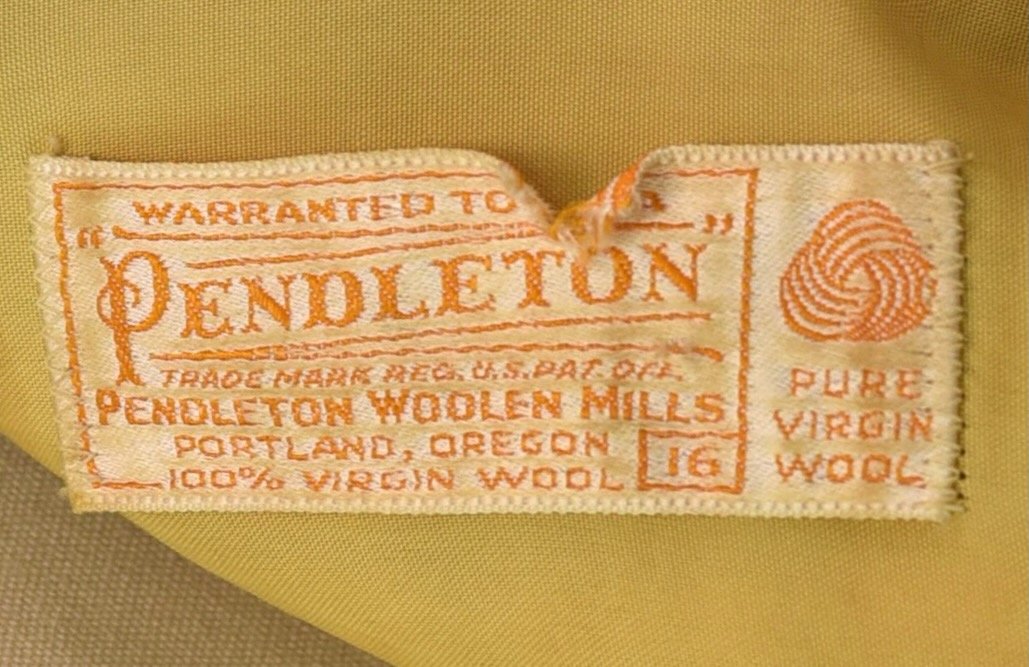 WARRANTED TO
"PENDLETON"
TRADE-MARK REG. U.S. PAT. OFF.
PENDLETON WOOLEN MILLS
PORTLAND, OREGON
100% VIRGIN WOOL 16
PURE
VIRGIN
WOOL